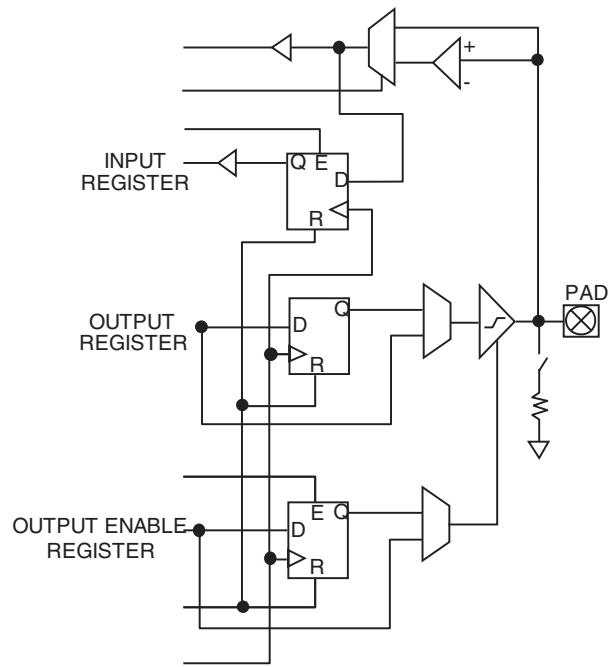 +
-
INPUT
REGISTER
Q E
D
R
PAD
OUTPUT
REGISTER
Q
D
R
OUTPUT ENABLE
REGISTER
E Q
D
R